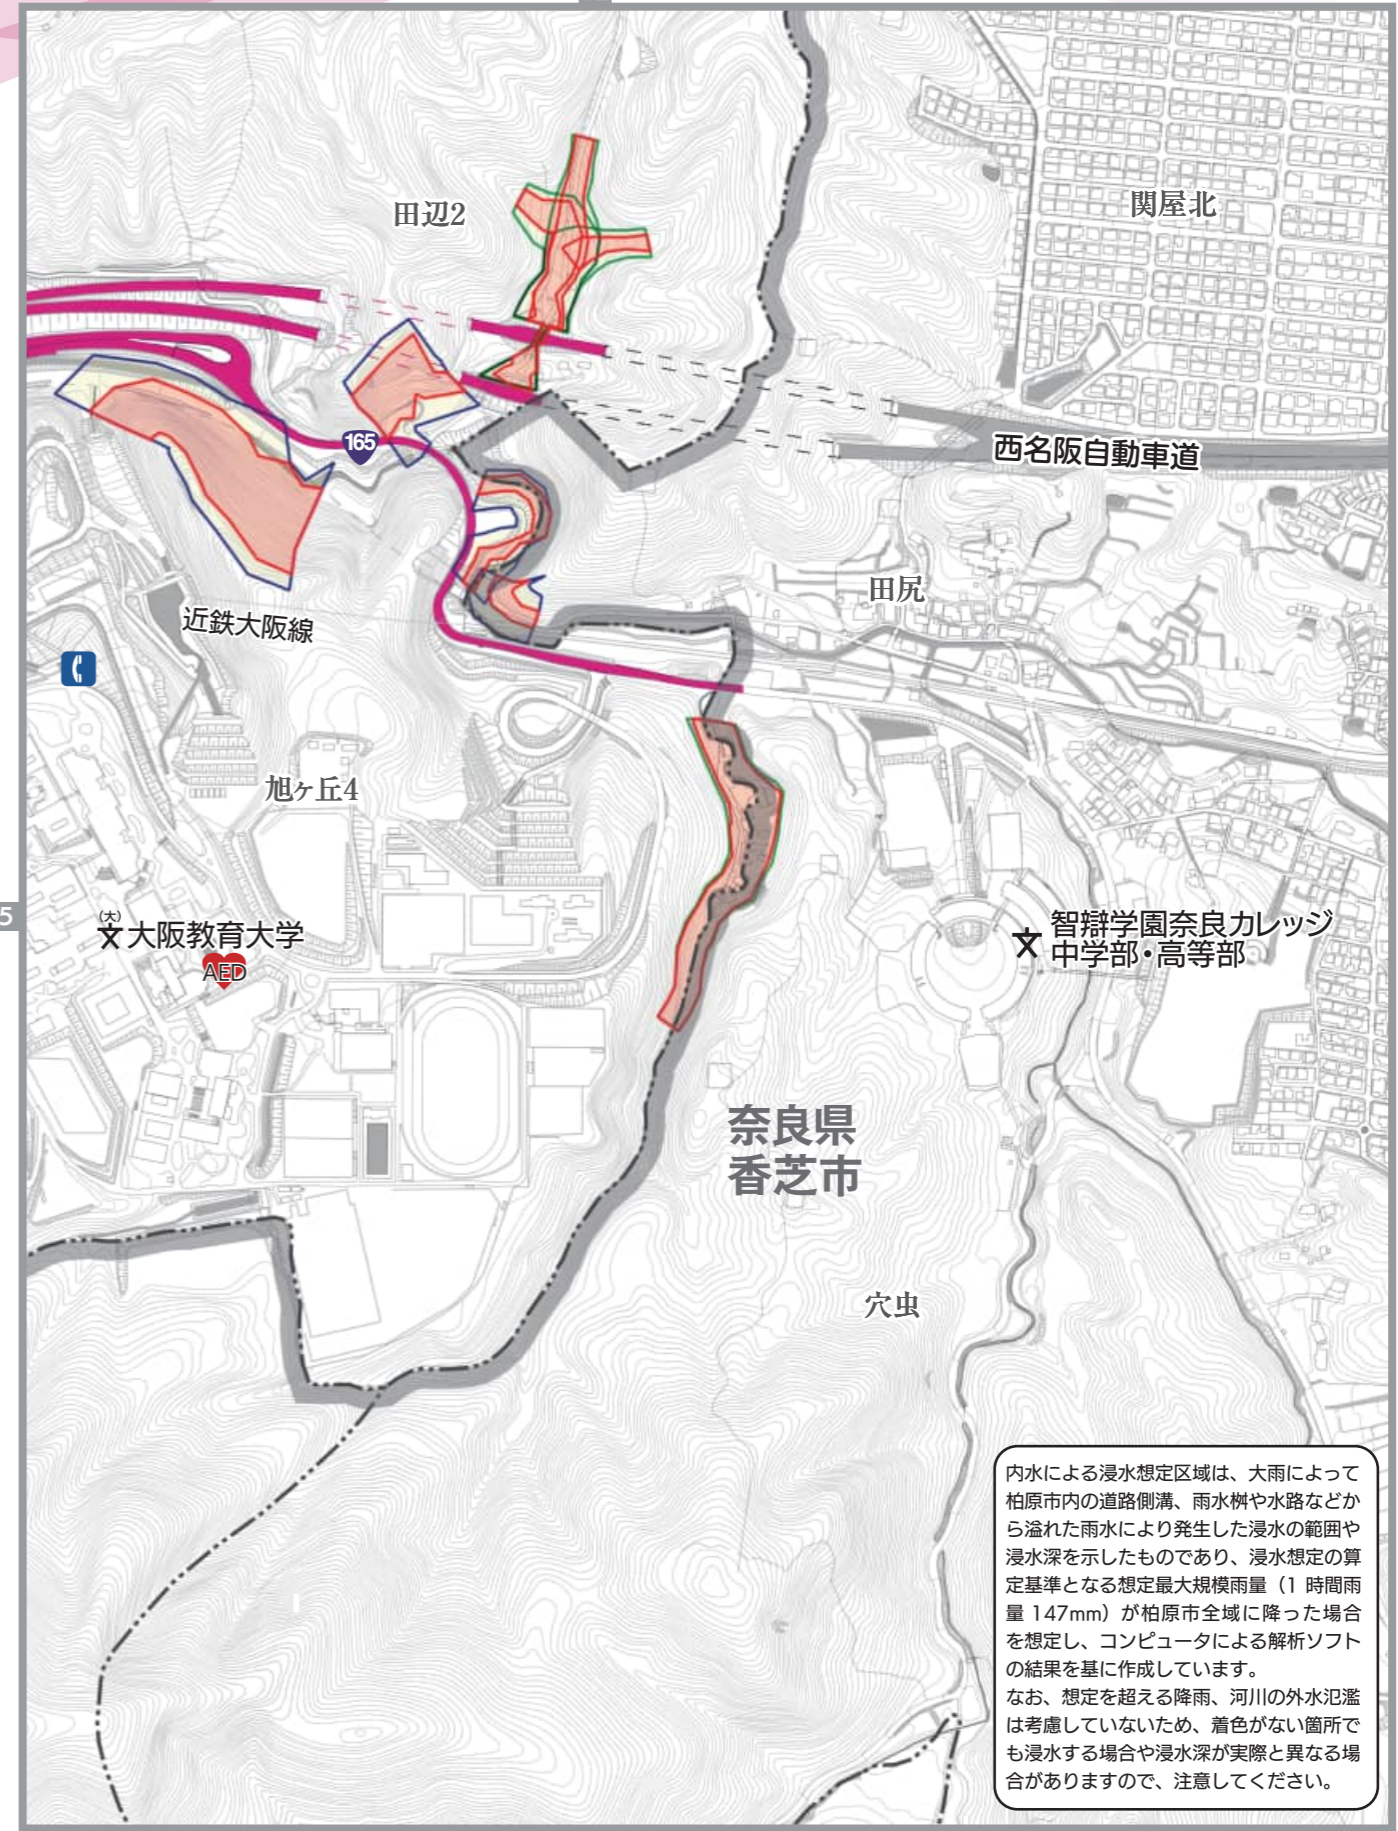 田辺2
関屋北
165
西名阪自動車道
田尻
近鉄大阪線
旭ヶ丘4
5
(大)
大阪教育大学
AED
智辯学園奈良カレッジ
中学部・高等部
奈良県
香芝市
穴虫
内水による浸水想定区域は、大雨によって
柏原市内の道路側溝、雨水桝や水路などか
ら溢れた雨水により発生した浸水の範囲や
浸水深を示したものであり、浸水想定の算
定基準となる想定最大規模雨量（1 時間雨
量 147mm）が柏原市全域に降った場合
を想定し、コンピュータによる解析ソフト
の結果を基に作成しています。
なお、想定を超える降雨、河川の外水氾濫
は考慮していないため、着色がない箇所で
も浸水する場合や浸水深が実際と異なる場
合がありますので、注意してください。